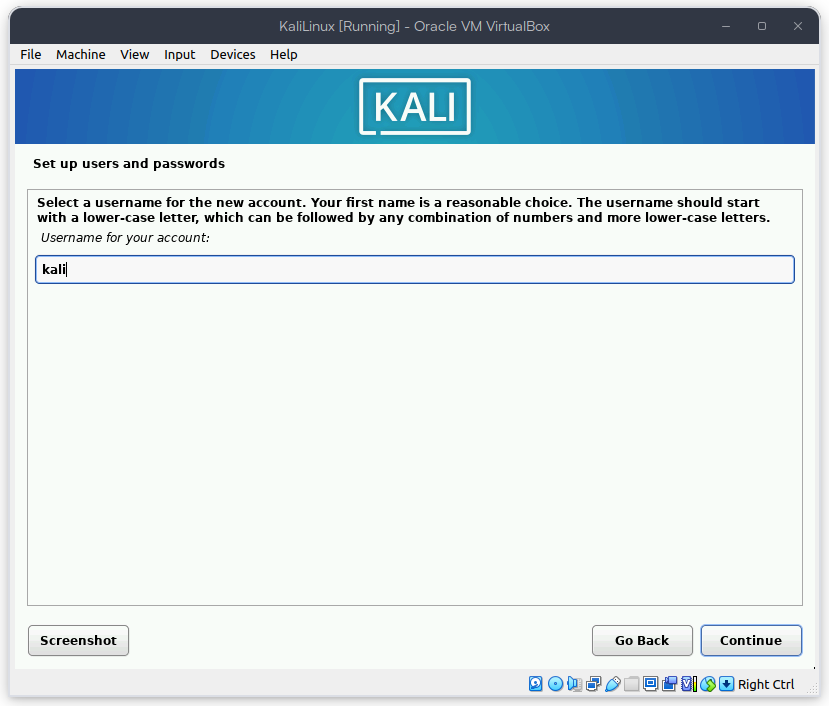 KaliLinux [Running] - Oracle VM VirtualBox
File Machine View Input Devices Help
KALI
Set up users and passwords
Select a username for the new account. Your first name is a reasonable choice. The username should start
with a lower-case letter, which can be followed by any combination of numbers and more lower-case letters.
Username for your account:
kali
Screenshot Go Back Continue
Right Ctrl